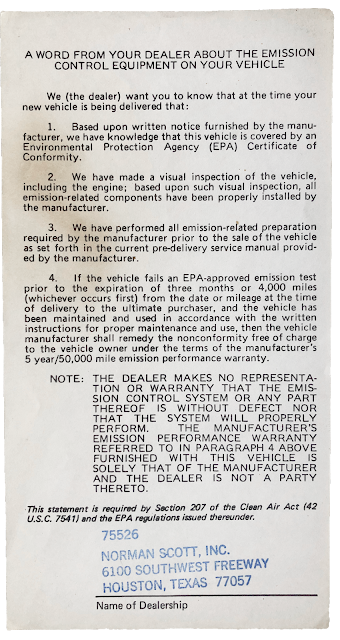 A WORD FROM YOUR DEALER ABOUT THE EMISSION
CONTROL EQUIPMENT ON YOUR VEHICLE
We (the dealer) want you to know that at the time your
new vehicle is being delivered that:
1. Based upon written notice furnished by the manu-
facturer, we have knowledge that this vehicle is covered by an
Environmental Protection Agency (EPA) Certificate of
Conformity.
2. We have made a visual inspection of the vehicle,
including the engine; based upon such visual inspection, all
emission-related components have been properly installed by
the manufacturer.
3. We have performed all emission-related preparation
required by the manufacturer prior to the sale of the vehicle
as set forth in the current pre-delivery service manual provid-
ed by the manufacturer.
4. If the vehicle fails an EPA-approved emission test
prior to the expiration of three months or 4,000 miles
(whichever occurs first) from the date or mileage at the time
of delivery to the ultimate purchaser, and the vehicle has
been maintained and used in accordance with the written
instructions for proper maintenance and use, then the vehicle
manufacturer shall remedy the nonconformity free of charge
to the vehicle owner under the terms of the manufacturer's
5 year/50,000 mile emission performance warranty.
NOTE: THE DEALER MAKES NO REPRESENTA-
TION OR WARRANTY THAT THE EMIS-
SION CONTROL SYSTEM OR ANY PART
THEREOF IS WITHOUT DEFECT NOR
THAT THE SYSTEM WILL PROPERLY
PERFORM. THE MANUFACTURER'S
EMISSION PERFORMANCE WARRANTY
REFERRED TO IN PARAGRAPH 4 ABOVE
FURNISHED WITH THIS VEHICLE IS
SOLELY THAT OF THE MANUFACTURER
AND THE DEALER IS NOT A PARTY
THERETO.
This statement is required by Section 207 of the Clean Air Act (42
U.S.C. 7541) and the EPA regulations issued thereunder.
75526
NORMAN SCOTT, INC.
6100 SOUTHWEST FREEWAY
HOUSTON, TEXAS 77057
Name of Dealership